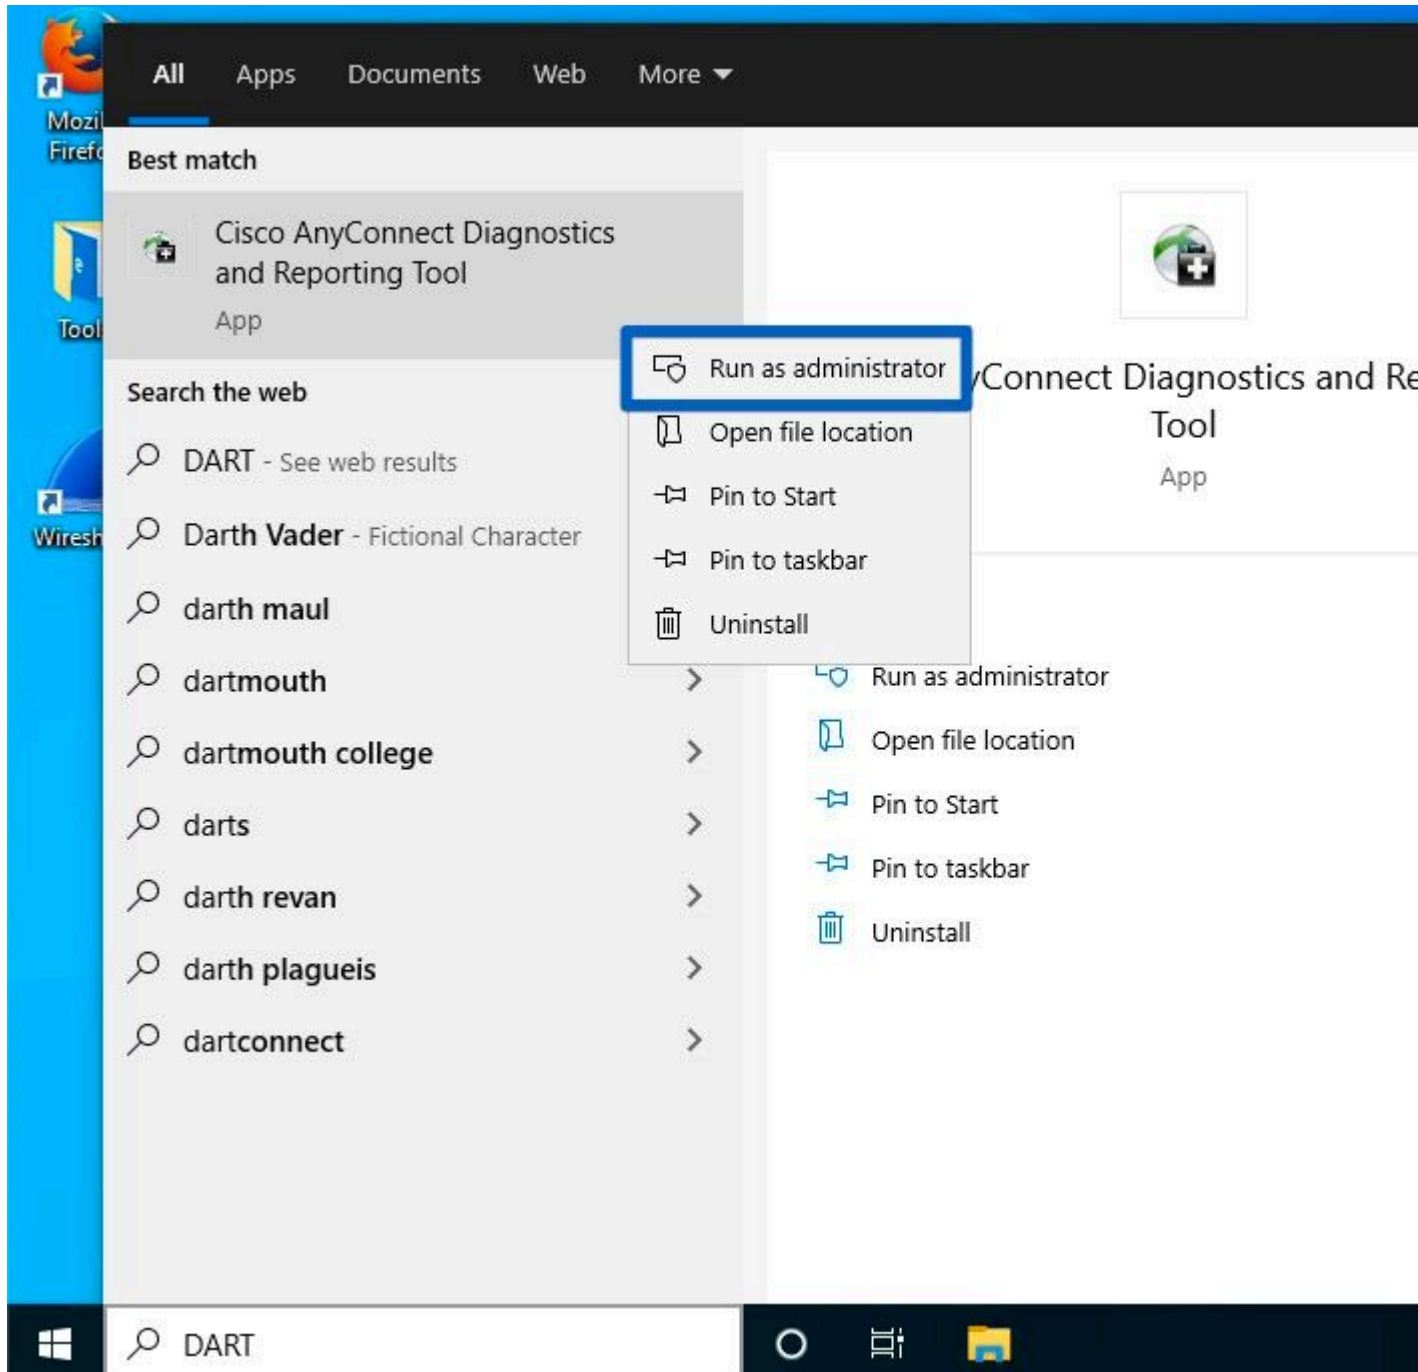 Mozil
Firefo
Tool
Wiresh
All Apps Documents Web More
Best match
Cisco AnyConnect Diagnostics
and Reporting Tool
App
Search the web
DART - See web results
Darth Vader - Fictional Character
darth maul
dartmouth
dartmouth college
darts
darth revan
darth plagueis
dartconnect
Run as administrator
Open file location
Pin to Start
Pin to taskbar
Uninstall
yConnect Diagnostics and Re
Tool
App
Run as administrator
Open file location
Pin to Start
Pin to taskbar
Uninstall
DART